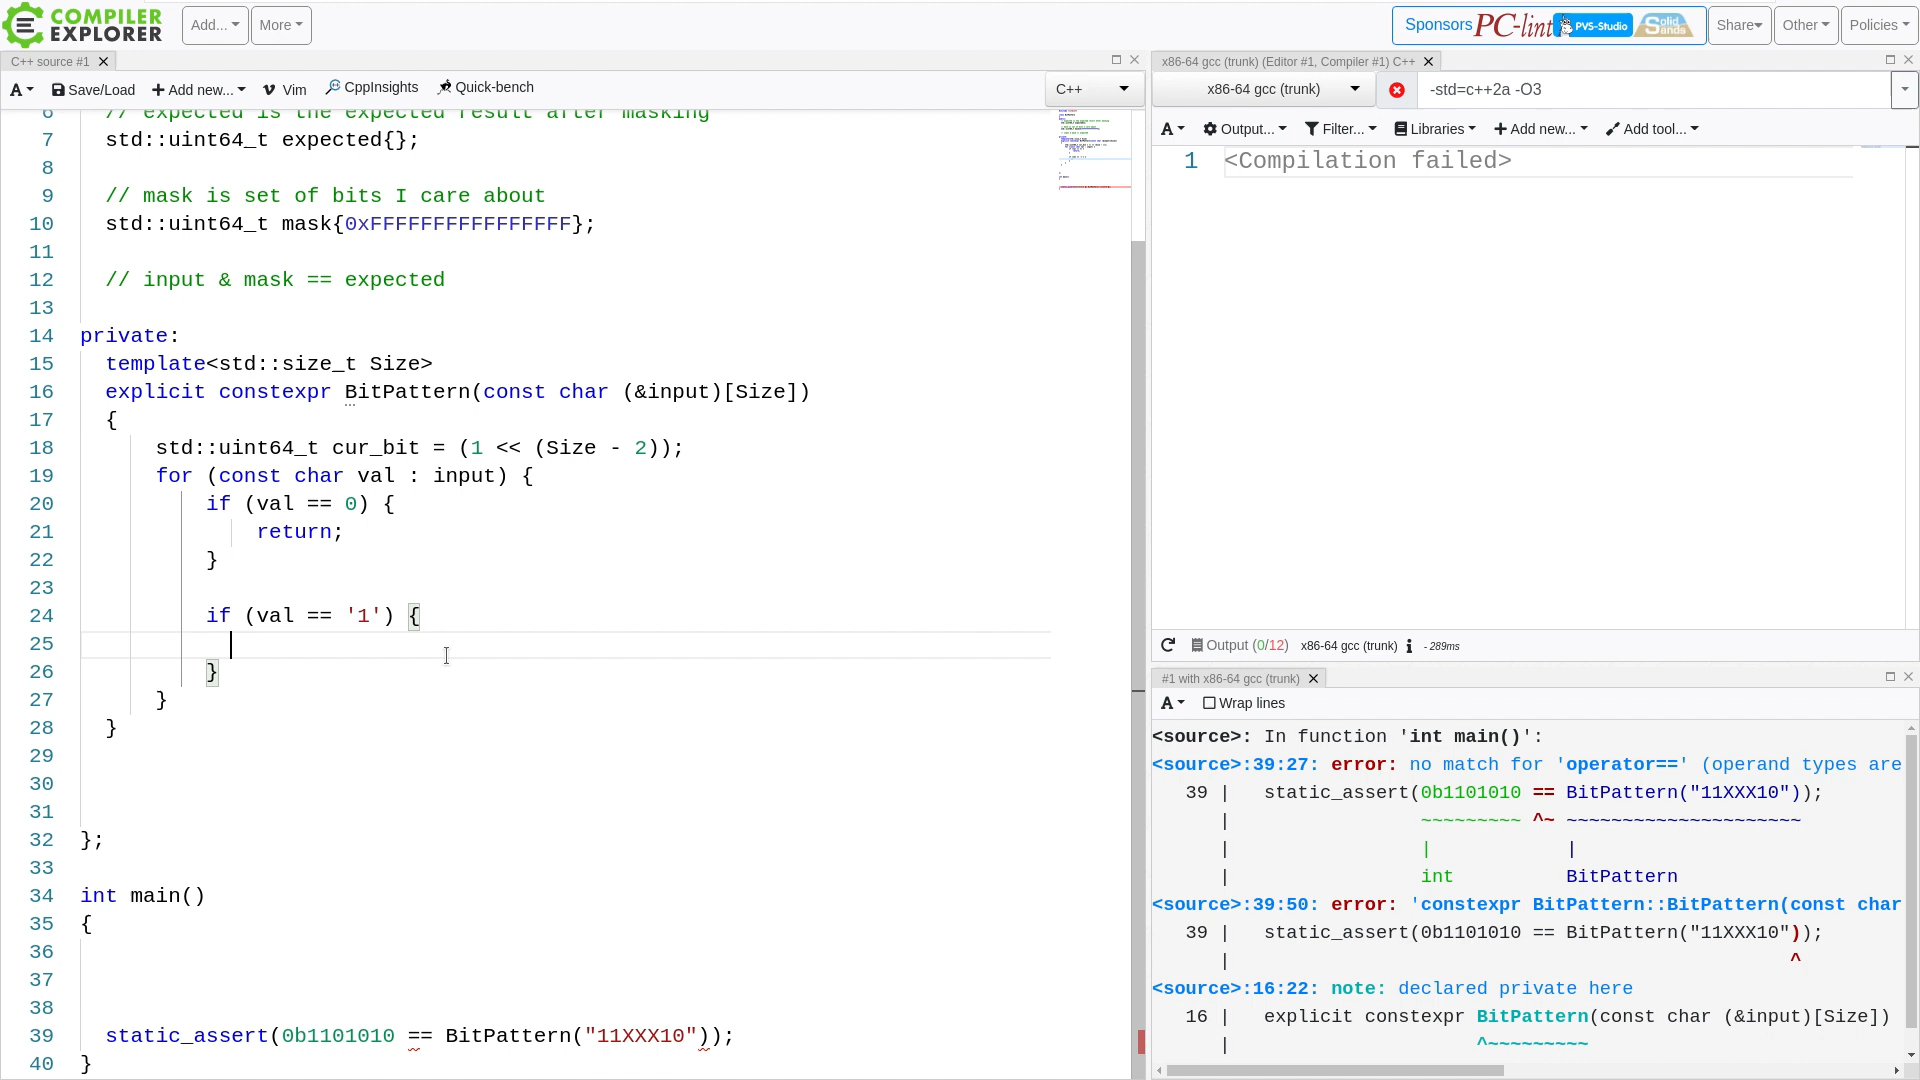 COMPILER
EXPLORER
Add...
More
Sponsors
PC-lint
PVS-Studio
Solid
Sands
Share
Other
Policies
C++ source #1
A
Save/Load
Add new...
Vim
CppInsights
Quick-bench
C++
6 // expected is the expected result after masking
7 std::uint64_t expected{};
8
9 // mask is set of bits I care about
10 std::uint64_t mask{0xFFFFFFFFFFFFFFFF};
11
12 // input & mask == expected
13
14 private:
15 template<std::size_t Size>
16 explicit constexpr BitPattern(const char (&input)[Size])
17 {
18 std::uint64_t cur_bit = (1 << (Size - 2));
19 for (const char val : input) {
20 if (val == 0) {
21 return;
22 }
23
24 if (val == '1') {
25
26 }
27 }
28 }
29
30
31
32 };
33
34 int main()
35 {
36
37
38
39 static_assert(0b1101010 == BitPattern("11XXX10"));
40 }
x86-64 gcc (trunk) (Editor #1, Compiler #1) C++
x86-64 gcc (trunk)
-std=c++2a -O3
A
Output...
Filter...
Libraries
Add new...
Add tool...
1 <Compilation failed>
Output (0/12) x86-64 gcc (trunk) i - 289ms
#1 with x86-64 gcc (trunk)
A
Wrap lines
<source>: In function 'int main()':
<source>:39:27: error: no match for 'operator==' (operand types are
39 | static_assert(0b1101010 == BitPattern("11XXX10"));
| ~~~~~~~~~ ^~ ~~~~~~~~~~~~~~~~~~~~~
| | |
| int BitPattern
<source>:39:50: error: 'constexpr BitPattern::BitPattern(const char
39 | static_assert(0b1101010 == BitPattern("11XXX10"));
| ^
<source>:16:22: note: declared private here
16 | explicit constexpr BitPattern(const char (&input)[Size])
| ^~~~~~~~~~